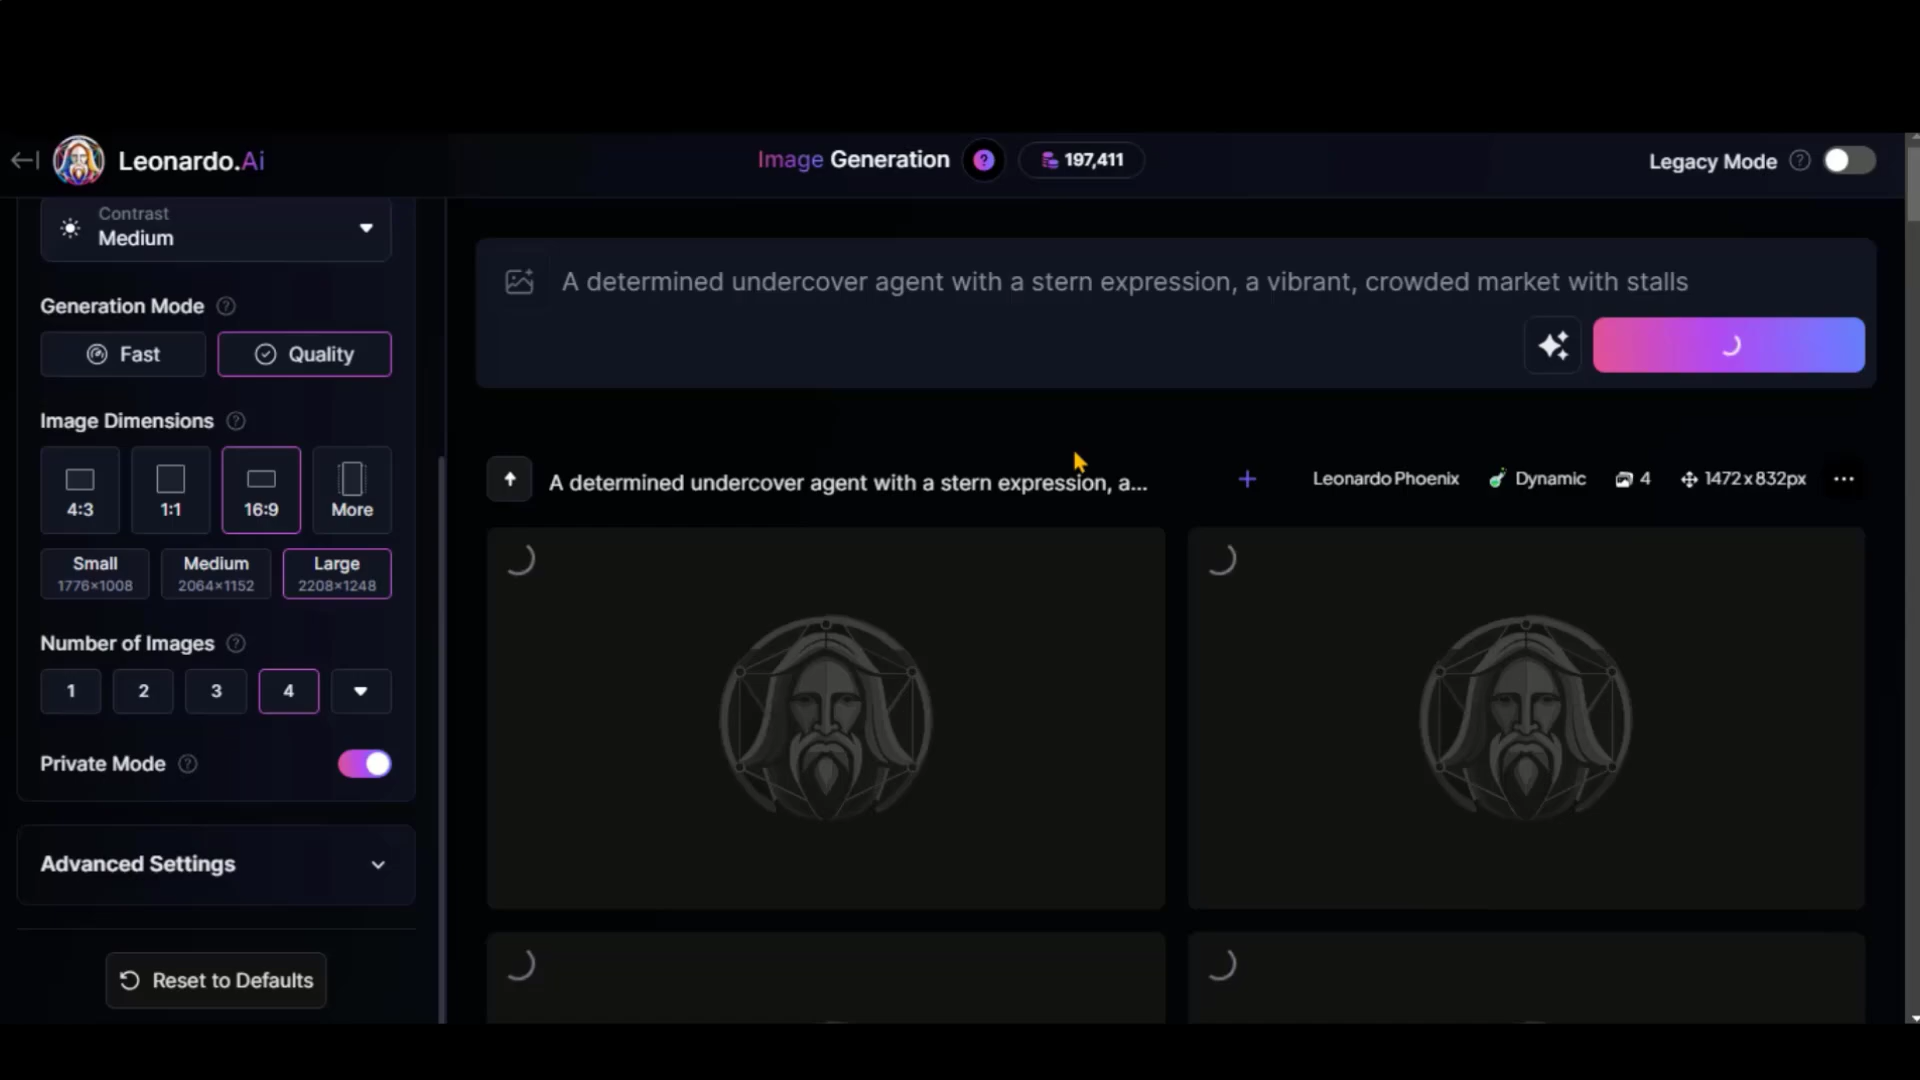 Leonardo.Ai
Image Generation ? 197,411
Legacy Mode ?
Contrast
Medium
Generation Mode ?
Fast
Quality
Image Dimensions ?
4:3
1:1
16:9
More
Small
1776×1008
Medium
2064×1152
Large
2208×1248
Number of Images ?
1
2
3
4
Private Mode ?
Advanced Settings
Reset to Defaults
A determined undercover agent with a stern expression, a vibrant, crowded market with stalls
A determined undercover agent with a stern expression, a...
Leonardo Phoenix
Dynamic
4
1472x832px